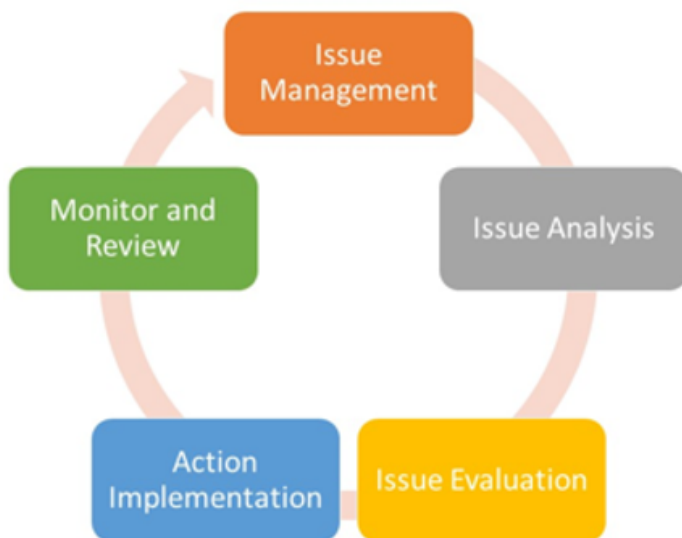 Issue
Management
Issue Analysis
Issue Evaluation
Action
Implementation
Monitor and
Review